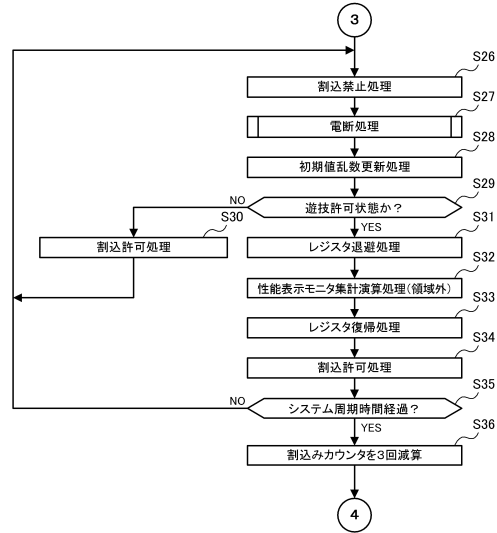 3
S26
割込禁止処理
S27
電断処理
S28
初期値乱数更新処理
S29
遊技許可状態か？
NO
YES
S30
割込許可処理
S31
レジスタ退避処理
S32
性能表示モニタ集計演算処理(領域外)
S33
レジスタ復帰処理
S34
割込許可処理
S35
システム周期時間経過？
NO
YES
S36
割込みカウンタを3回減算
4